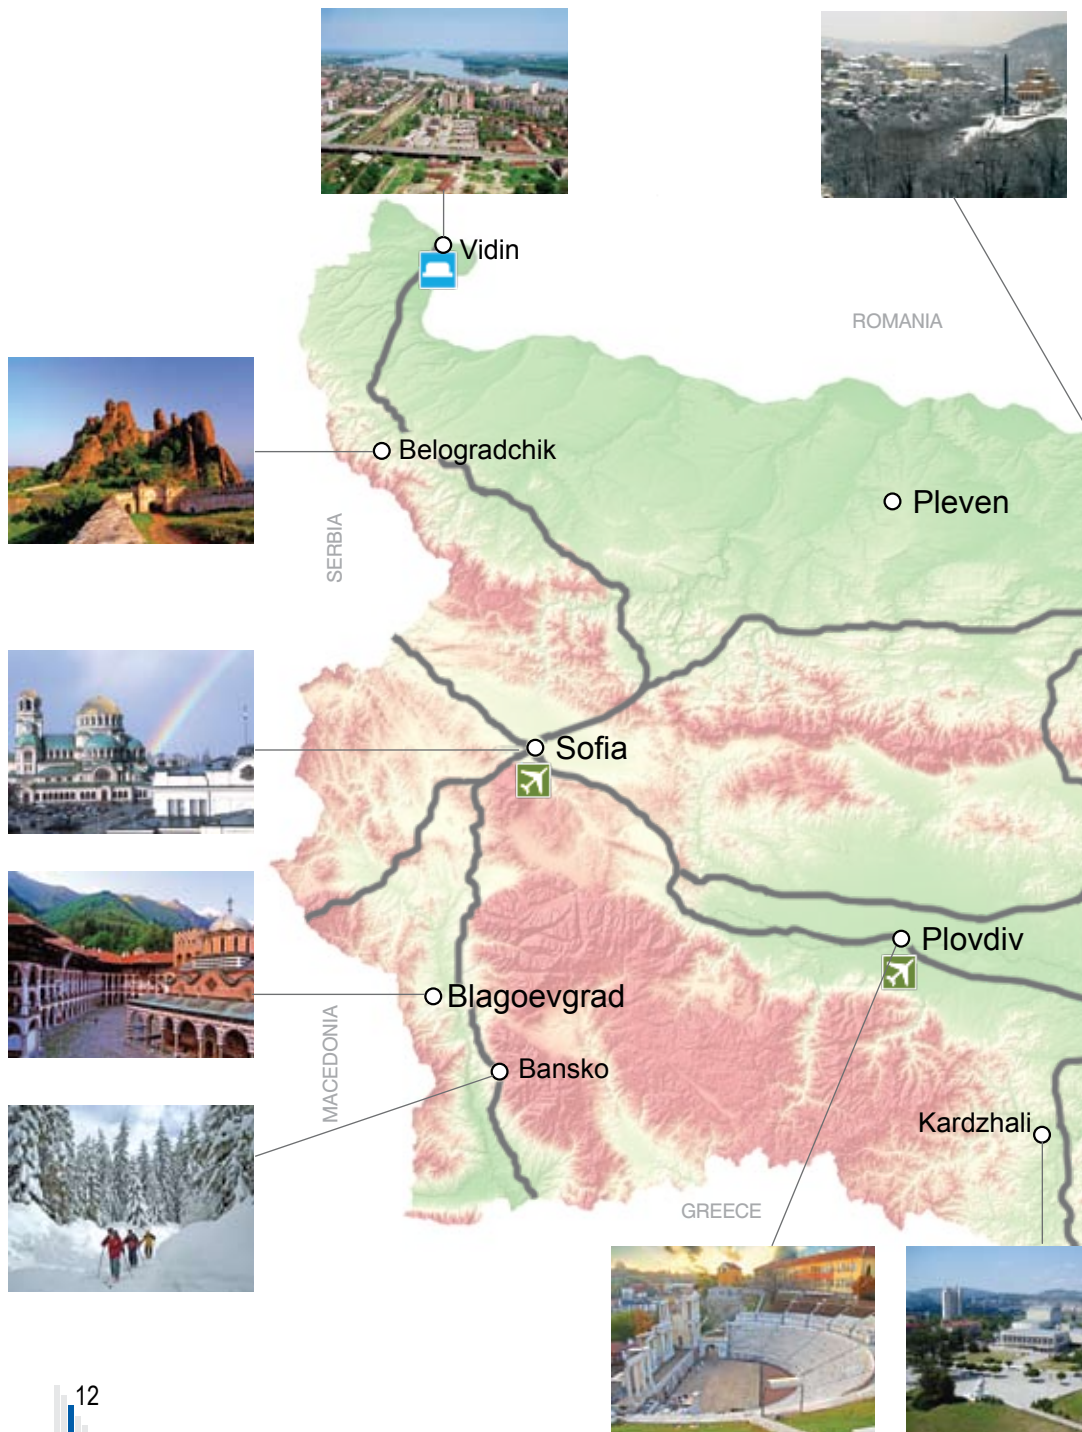 Vidin
ROMANIA
Belogradchik
Pleven
SERBIA
Sofia
Plovdiv
Blagoevgrad
MACEDONIA
Bansko
Kardzhali
GREECE
12